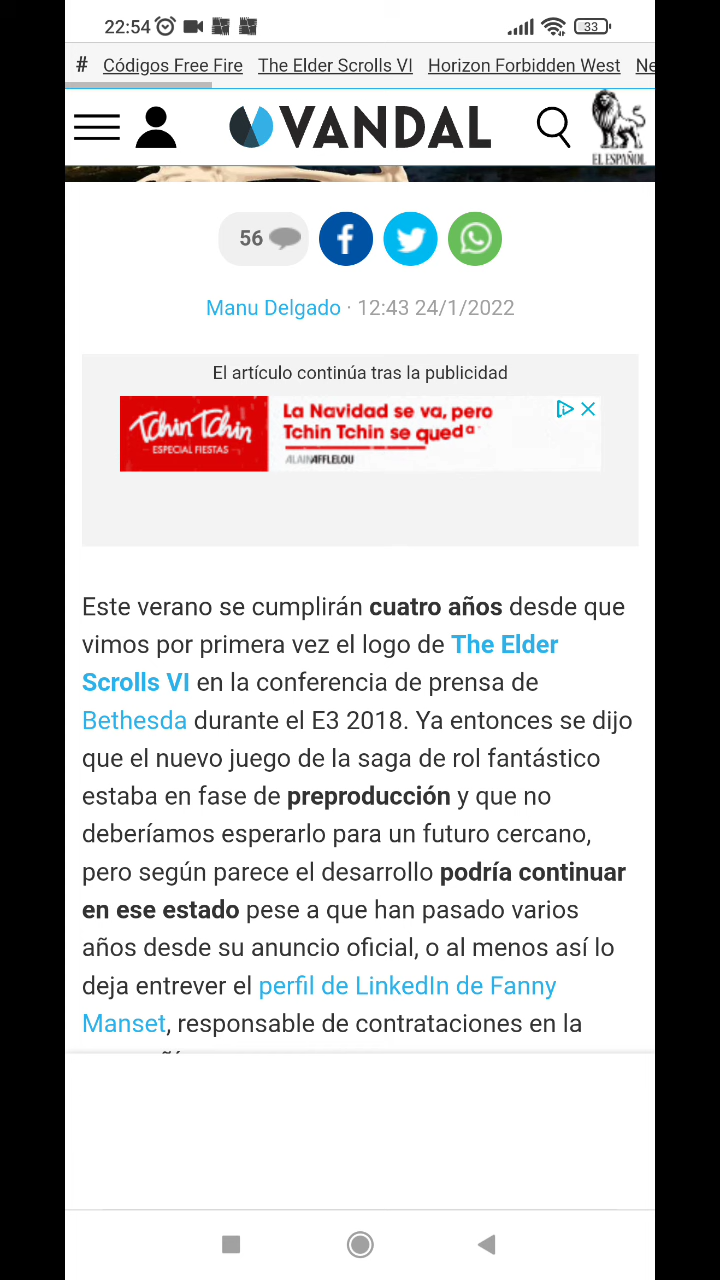 22:54
33
# Códigos Free Fire The Elder Scrolls VI Horizon Forbidden West Ne
VANDAL
EL ESPAÑOL
56
Manu Delgado · 12:43 24/1/2022
El artículo continúa tras la publicidad
Tchin Tchin
ESPECIAL FIESTAS
La Navidad se va, pero
Tchin Tchin se queda
ALAINAFFLELOU
Este verano se cumplirán cuatro años desde que
vimos por primera vez el logo de The Elder
Scrolls VI en la conferencia de prensa de
Bethesda durante el E3 2018. Ya entonces se dijo
que el nuevo juego de la saga de rol fantástico
estaba en fase de preproducción y que no
deberíamos esperarlo para un futuro cercano,
pero según parece el desarrollo podría continuar
en ese estado pese a que han pasado varios
años desde su anuncio oficial, o al menos así lo
deja entrever el perfil de LinkedIn de Fanny
Manset, responsable de contrataciones en la